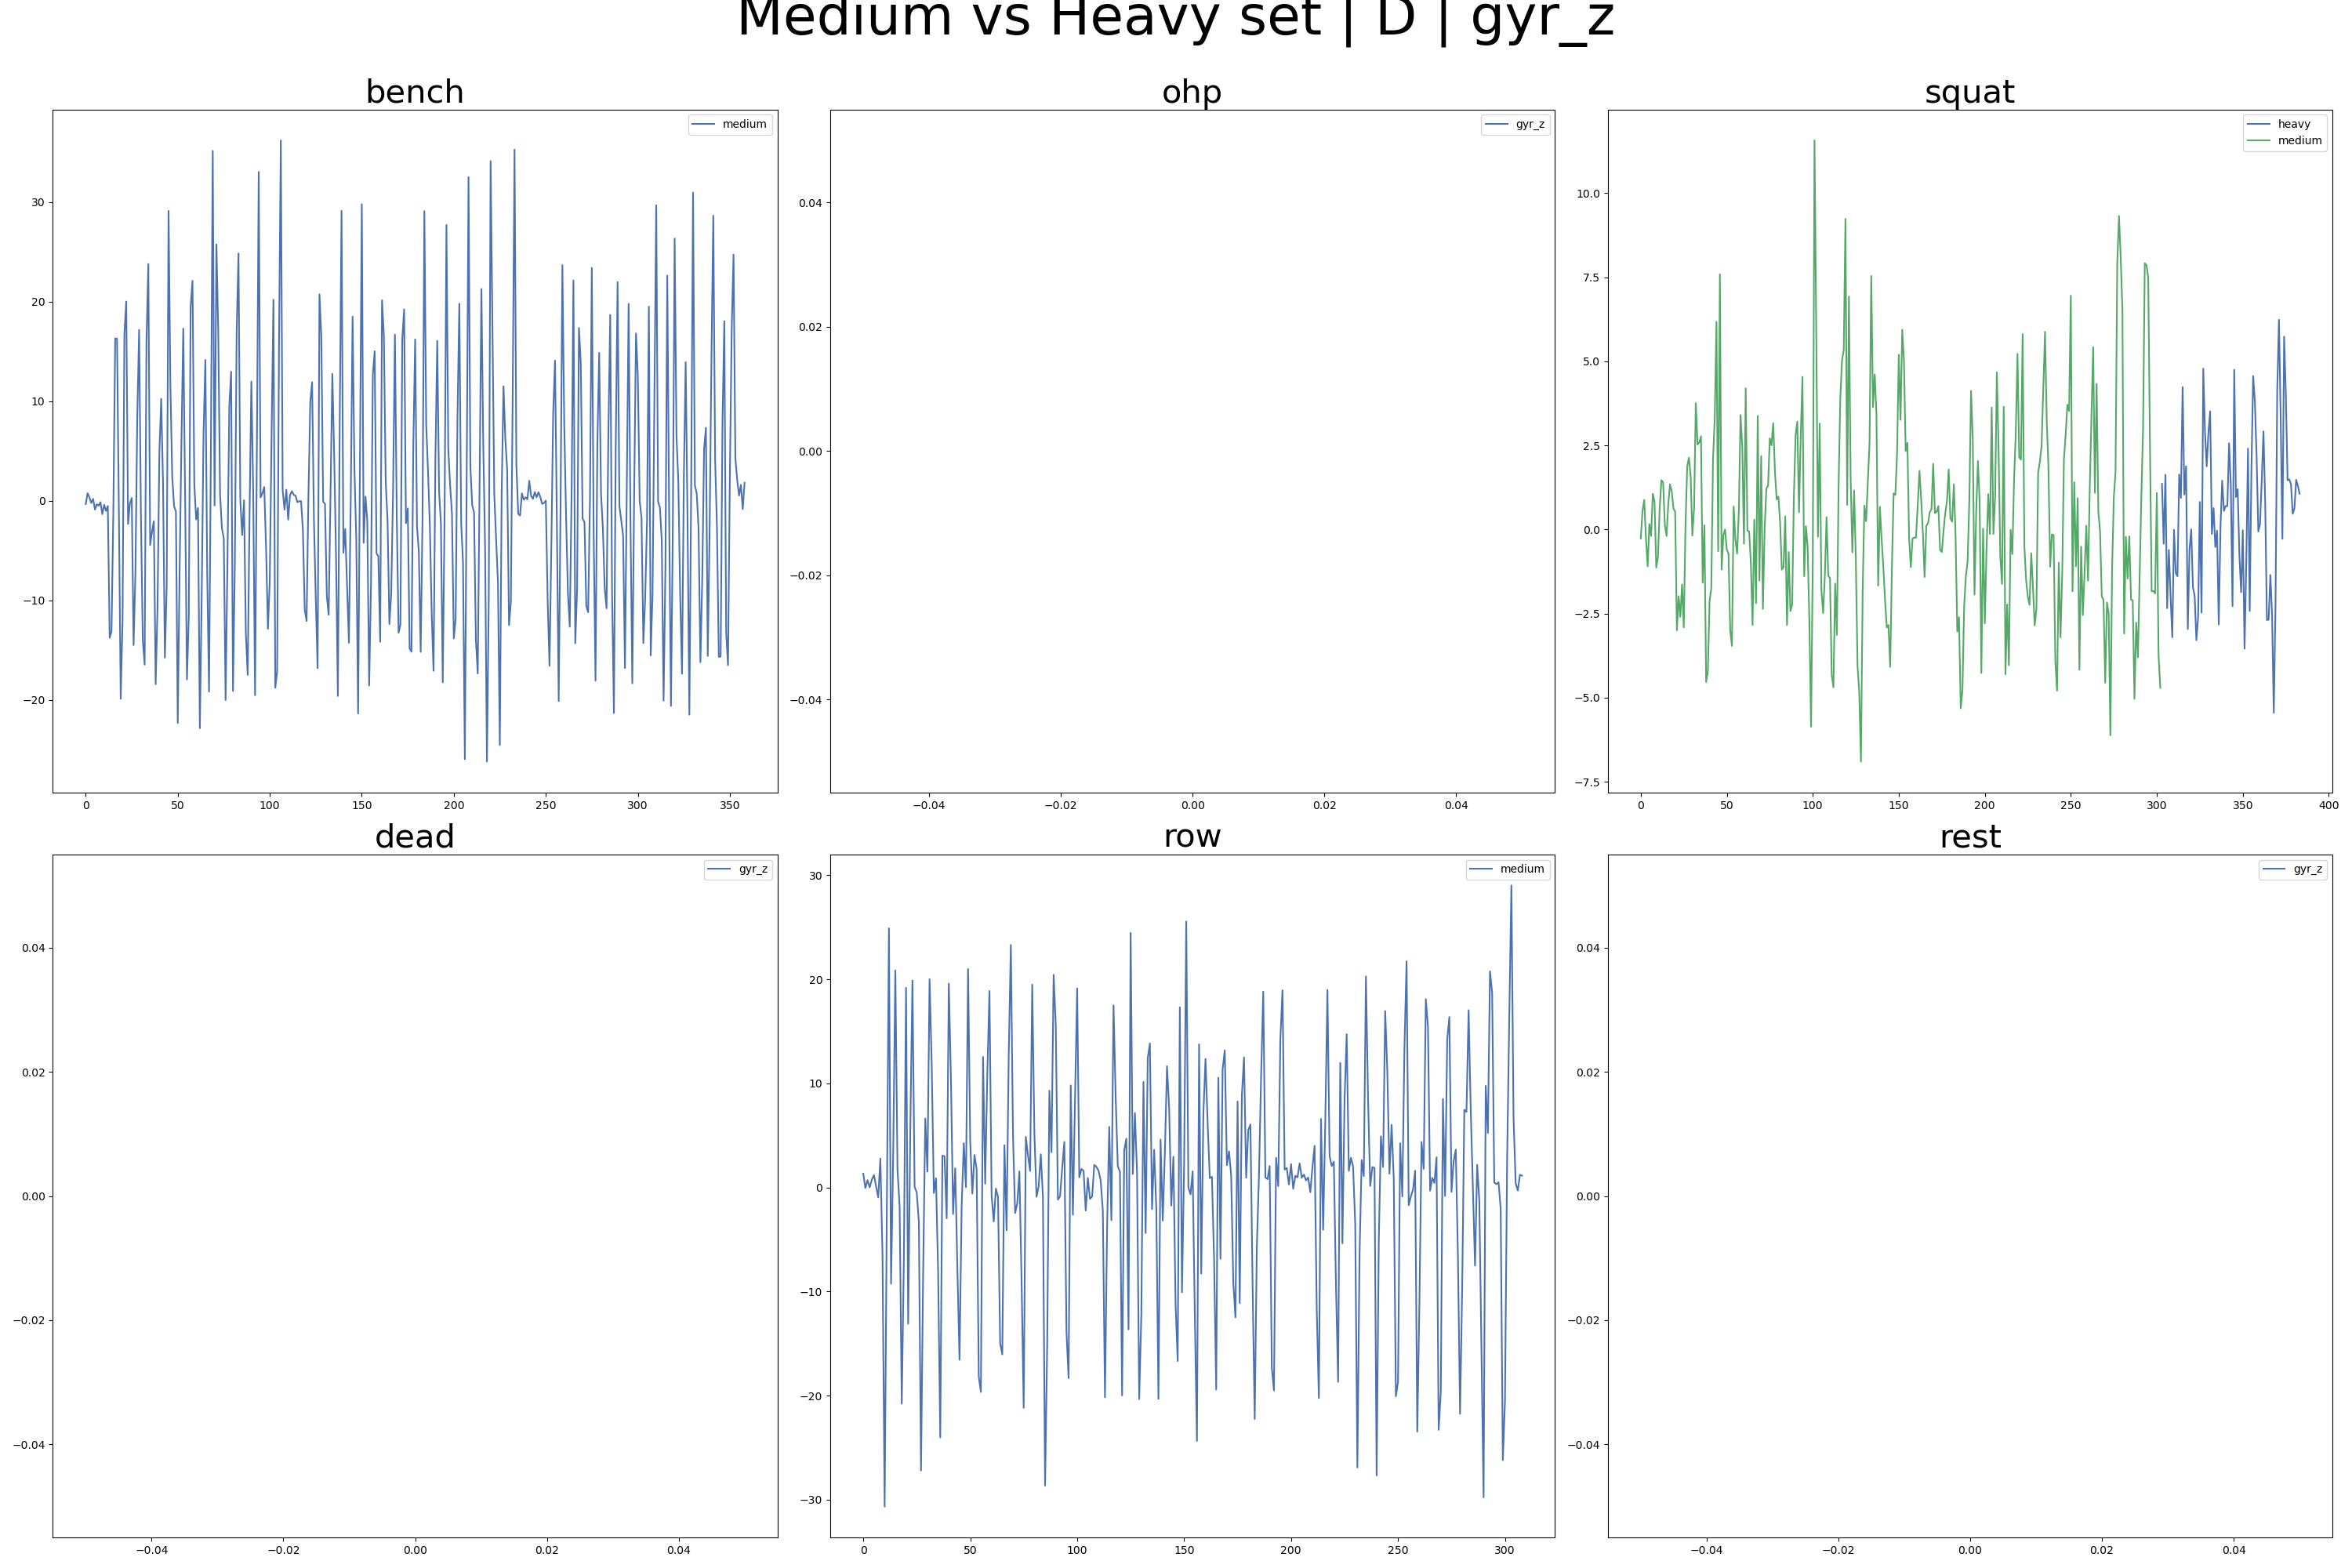 Medium vs Heavy set | D | gyr_z
bench
medium
30
20
10
0
−10
−20
0 50 100 150 200 250 300 350
ohp
gyr_z
0.04
0.02
0.00
−0.02
−0.04
−0.04 −0.02 0.00 0.02 0.04
squat
heavy
medium
10.0
7.5
5.0
2.5
0.0
−2.5
−5.0
−7.5
0 50 100 150 200 250 300 350 400
dead
gyr_z
0.04
0.02
0.00
−0.02
−0.04
−0.04 −0.02 0.00 0.02 0.04
row
medium
30
20
10
0
−10
−20
−30
0 50 100 150 200 250 300
rest
gyr_z
0.04
0.02
0.00
−0.02
−0.04
−0.04 −0.02 0.00 0.02 0.04